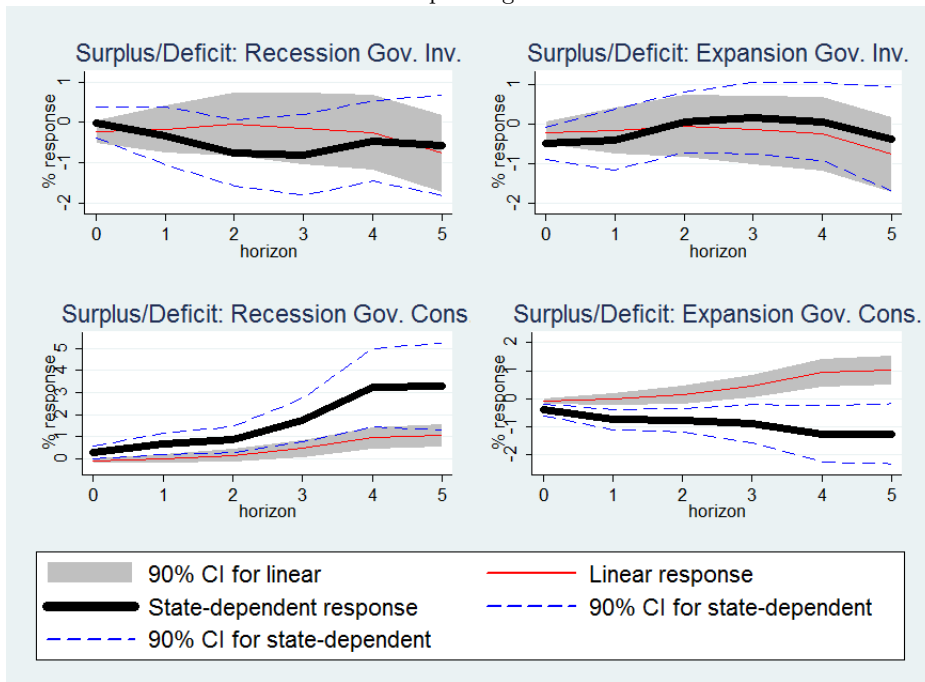 Surplus/Deficit: Recession Gov. Inv.
% response
1
0
-1
-2
0 1 2 3 4 5
horizon
Surplus/Deficit: Expansion Gov. Inv.
% response
1
0
-1
-2
0 1 2 3 4 5
horizon
Surplus/Deficit: Recession Gov. Cons
% response
5
4
3
2
1
0
0 1 2 3 4 5
horizon
Surplus/Deficit: Expansion Gov. Cons.
% response
2
1
0
-1
-2
0 1 2 3 4 5
horizon
90% CI for linear
Linear response
State-dependent response
90% CI for state-dependent
90% CI for state-dependent